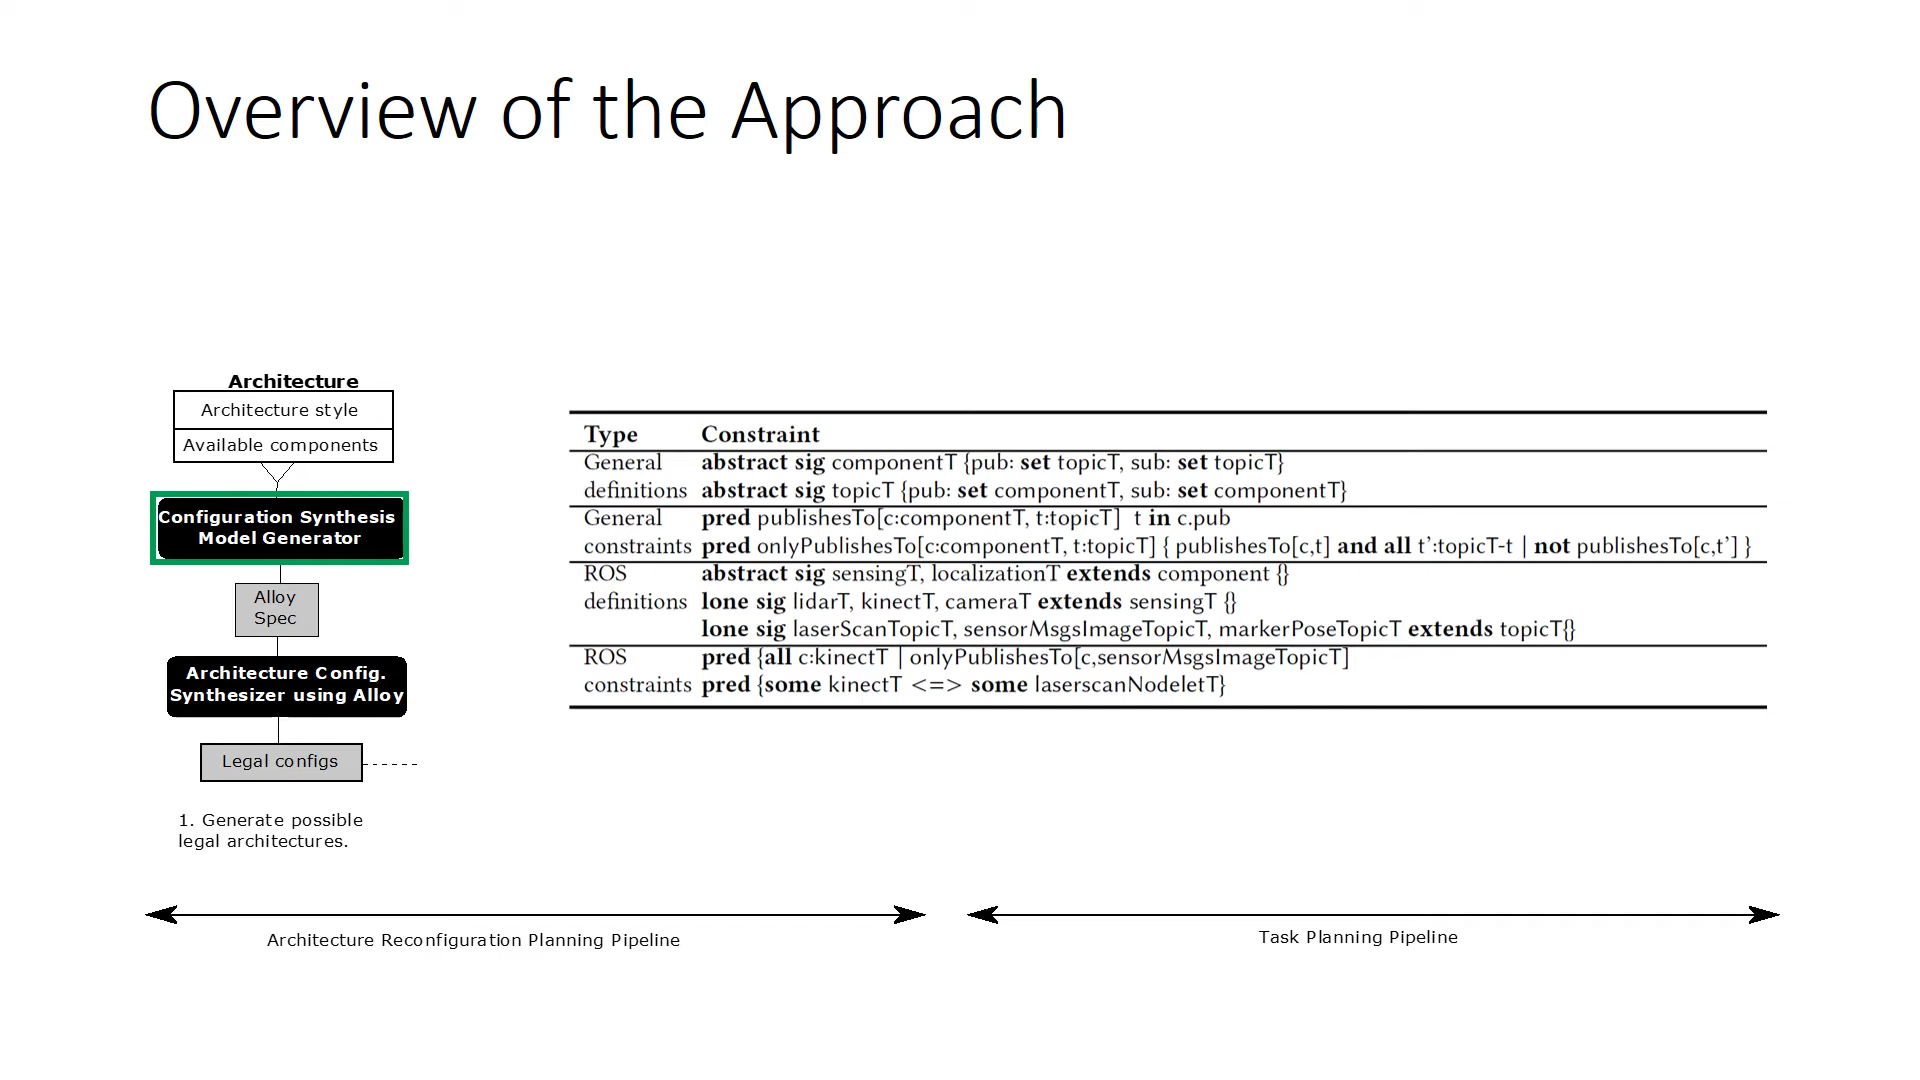 Overview of the Approach
Architecture
Architecture style
Available components
Configuration Synthesis
Model Generator
Alloy
Spec
Architecture Config.
Synthesizer using Alloy
Legal configs
1. Generate possible
legal architectures.
Type Constraint
General abstract sig componentT {pub: set topicT, sub: set topicT}
definitions abstract sig topicT {pub: set componentT, sub: set componentT}
General pred publishesTo[c:componentT, t:topicT] t in c.pub
constraints pred onlyPublishesTo[c:componentT, t:topicT] { publishesTo[c,t] and all t’:topicT-t | not publishesTo[c,t’] }
ROS abstract sig sensingT, localizationT extends component {}
definitions lone sig lidarT, kinectT, cameraT extends sensingT {}
lone sig laserScanTopicT, sensorMsgsImageTopicT, markerPoseTopicT extends topicT{}
ROS pred {all c:kinectT | onlyPublishesTo[c,sensorMsgsImageTopicT]
constraints pred {some kinectT <=> some laserscanNodeletT}
Architecture Reconfiguration Planning Pipeline
Task Planning Pipeline